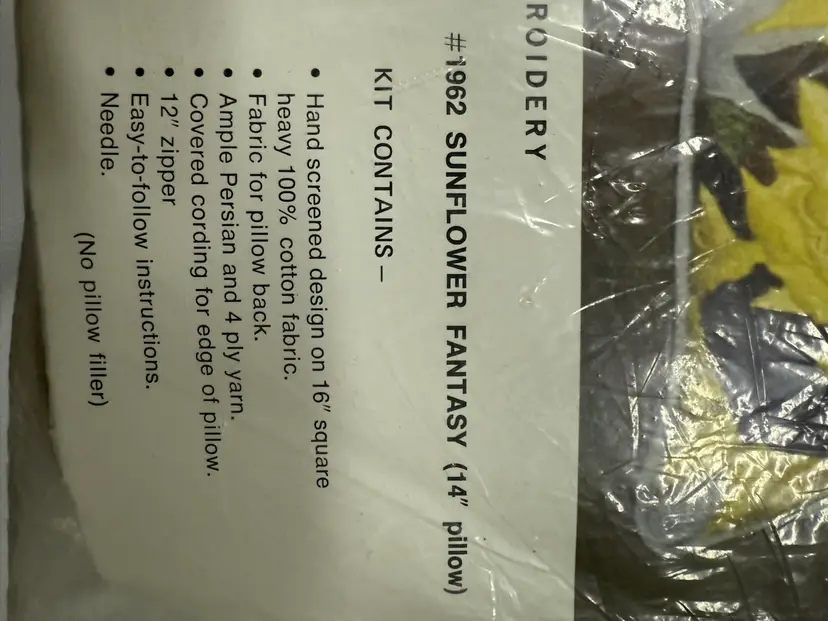 ROIDERY
#1962 SUNFLOWER FANTASY (14" pillow)
KIT CONTAINS –
• Hand screened design on 16" square
heavy 100% cotton fabric.
• Fabric for pillow back.
• Ample Persian and 4 ply yarn.
• Covered cording for edge of pillow.
• 12" zipper
• Easy-to-follow instructions.
• Needle.
(No pillow filler)